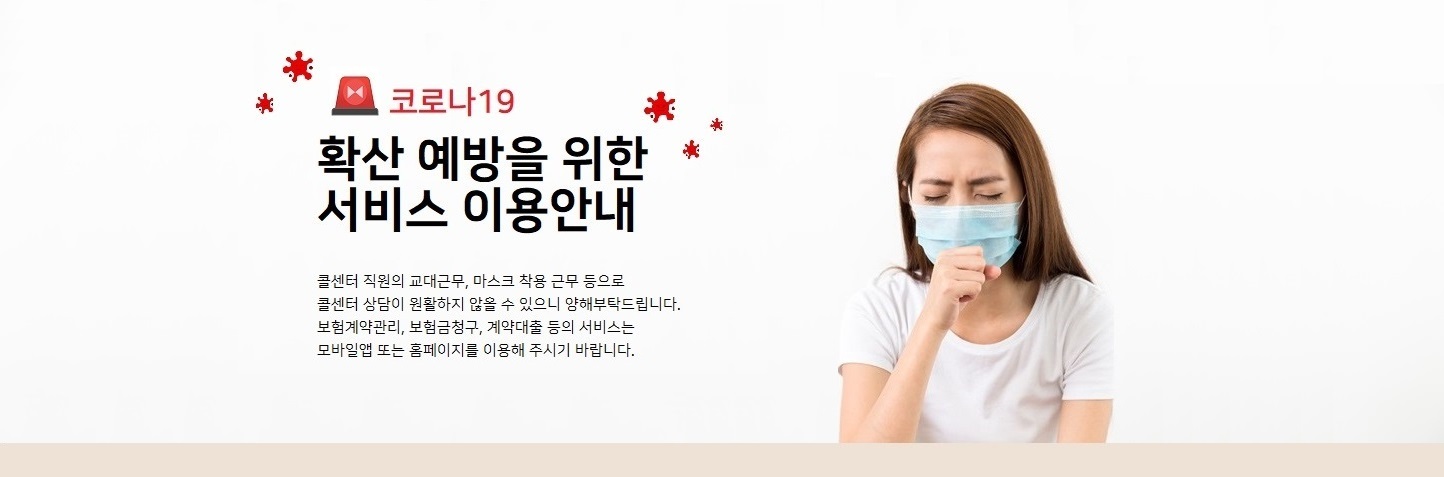 코로나19
확산 예방을 위한
서비스 이용안내
콜센터 직원의 교대근무, 마스크 착용 근무 등으로
콜센터 상담이 원활하지 않을 수 있으니 양해부탁드립니다.
보험계약관리, 보험금청구, 계약대출 등의 서비스는
모바일앱 또는 홈페이지를 이용해 주시기 바랍니다.